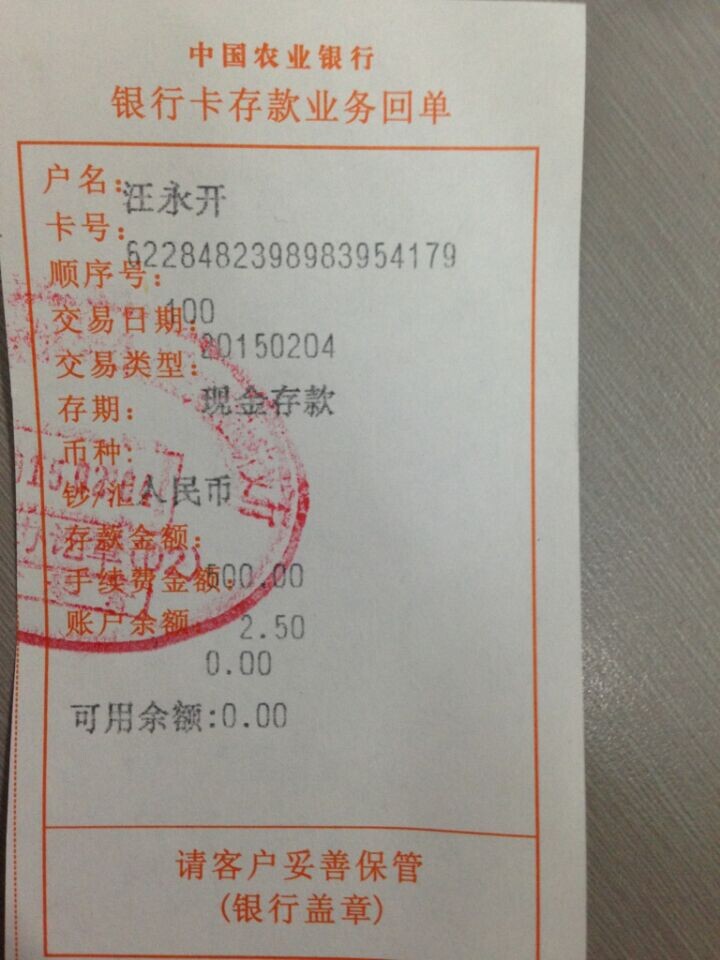 中国农业银行
银行卡存款业务回单
户名:汪永开
卡号:6228482398983954179
顺序号:100
交易日期:20150204
交易类型:现金存款
存期:
币种:人民币
钞/汇:
存款金额:500.00
手续费金额:2.50
账户余额:0.00
可用余额:0.00
请客户妥善保管
(银行盖章)